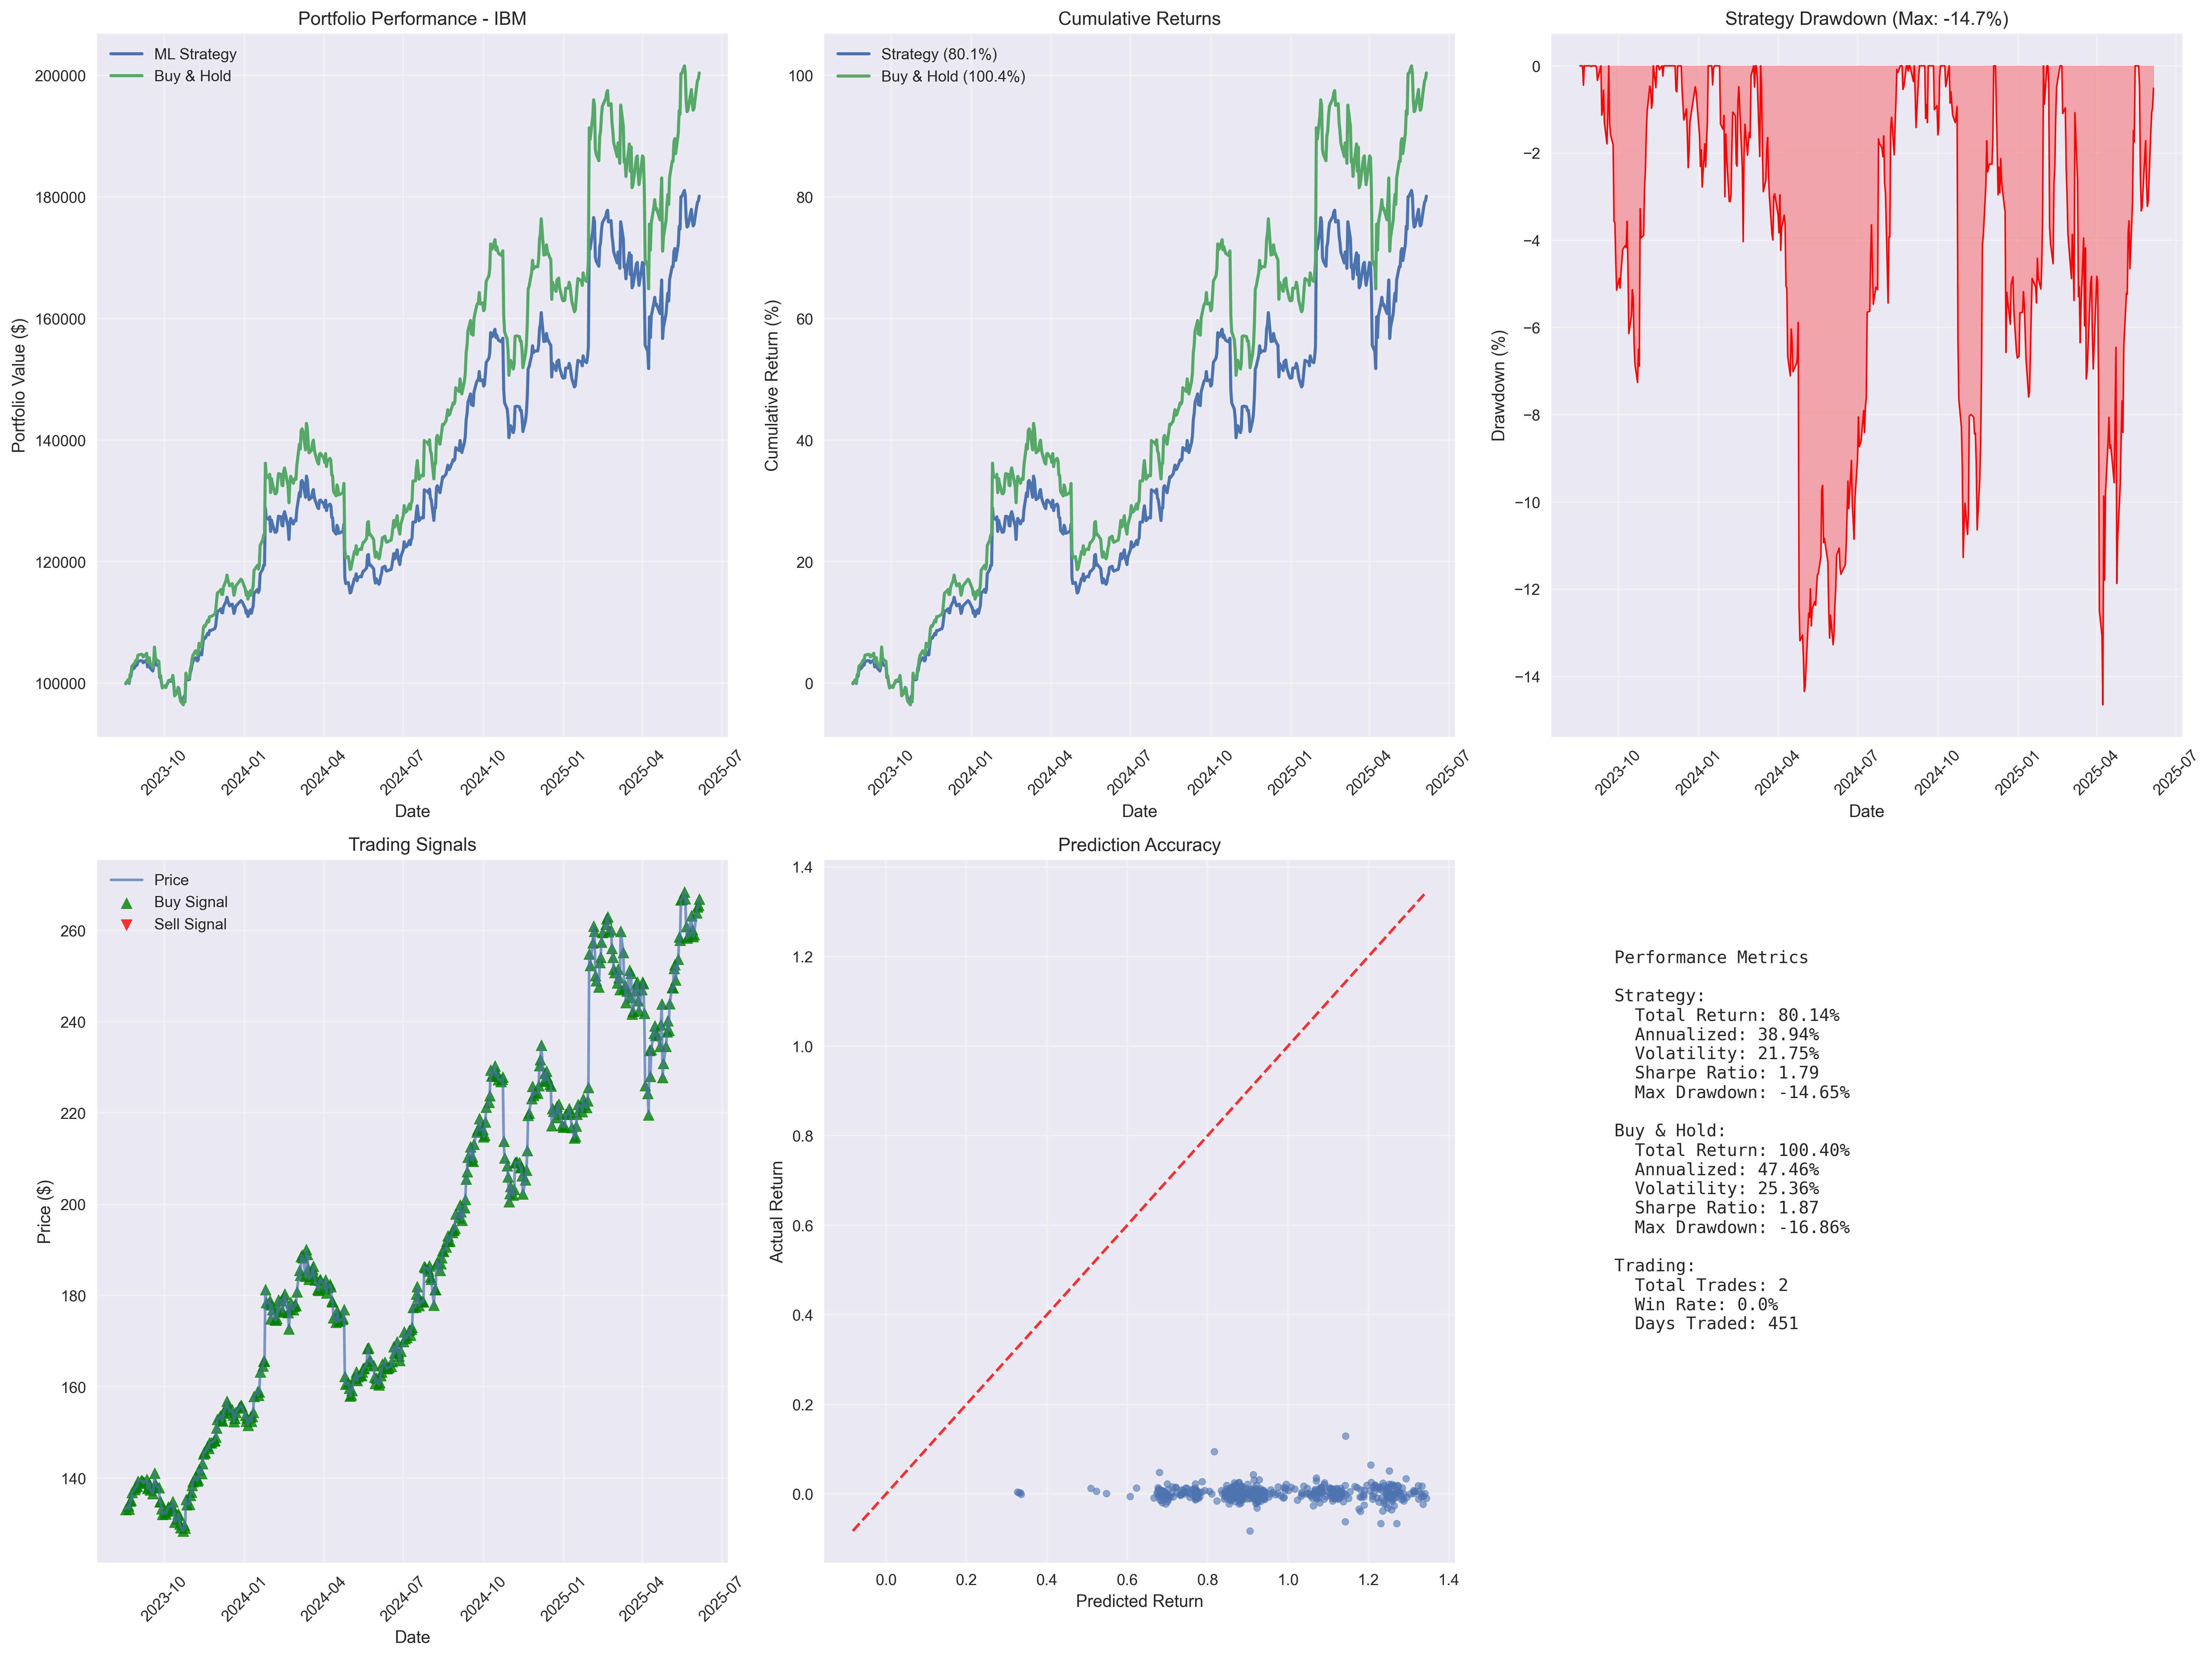 Portfolio Performance - IBM
ML Strategy
Buy & Hold
200000
180000
160000
140000
120000
100000
Portfolio Value ($)
2023-10
2024-01
2024-04
2024-07
2024-10
2025-01
2025-04
2025-07
Date
Cumulative Returns
Strategy (80.1%)
Buy & Hold (100.4%)
100
80
60
40
20
0
Cumulative Return (%)
2023-10
2024-01
2024-04
2024-07
2024-10
2025-01
2025-04
2025-07
Date
Strategy Drawdown (Max: -14.7%)
0
−2
−4
−6
−8
−10
−12
−14
Drawdown (%)
2023-10
2024-01
2024-04
2024-07
2024-10
2025-01
2025-04
2025-07
Date
Trading Signals
Price
Buy Signal
Sell Signal
260
240
220
200
180
160
140
Price ($)
2023-10
2024-01
2024-04
2024-07
2024-10
2025-01
2025-04
2025-07
Date
Prediction Accuracy
1.4
1.2
1.0
0.8
0.6
0.4
0.2
0.0
Actual Return
0.0
0.2
0.4
0.6
0.8
1.0
1.2
1.4
Predicted Return
Performance Metrics
Strategy:
Total Return: 80.14%
Annualized: 38.94%
Volatility: 21.75%
Sharpe Ratio: 1.79
Max Drawdown: -14.65%
Buy & Hold:
Total Return: 100.40%
Annualized: 47.46%
Volatility: 25.36%
Sharpe Ratio: 1.87
Max Drawdown: -16.86%
Trading:
Total Trades: 2
Win Rate: 0.0%
Days Traded: 451